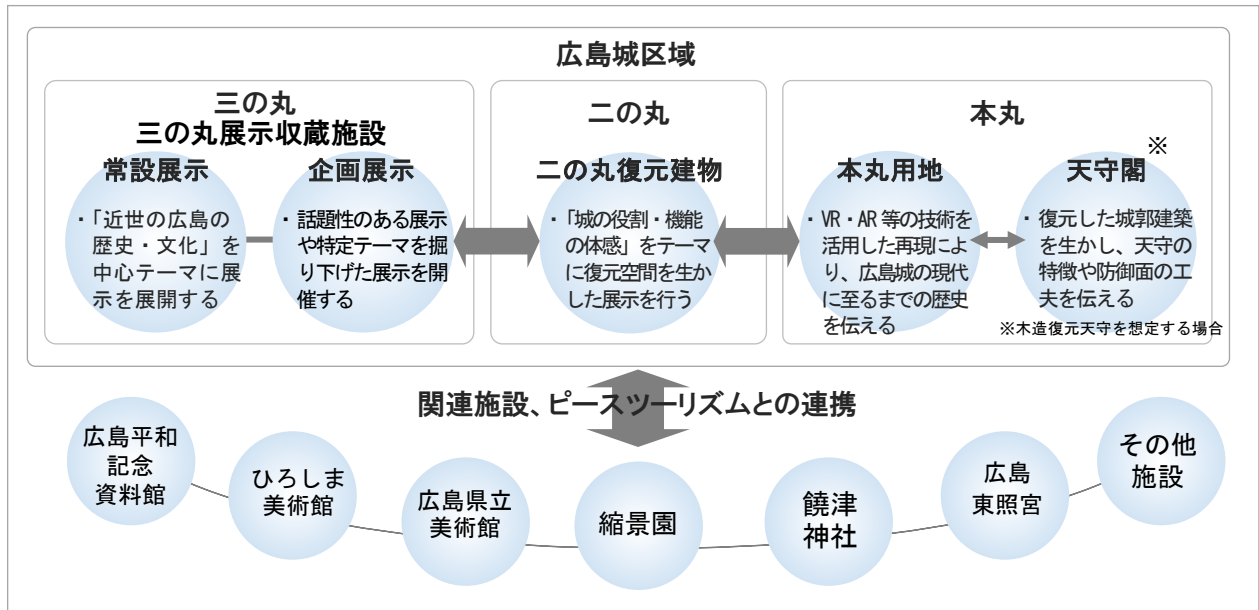 広島城区域
三の丸
三の丸展示収蔵施設
常設展示
・「近世の広島の
歴史・文化」を
中心テーマに展
示を展開する
企画展示
・話題性のある展示
や特定テーマを掘
り下げた展示を開
催する
二の丸
二の丸復元建物
・「城の役割・機能
の体感」をテーマ
に復元空間を生か
した展示を行う
本丸
本丸用地
・VR・AR等の技術を
活用した再現によ
り、広島城の現代
に至るまでの歴史
を伝える
※
天守閣
・復元した城郭建築
を生かし、天守の
特徴や防御面の工
夫を伝える
※木造復元天守を想定する場合
関連施設、ピースツーリズムとの連携
広島平和
記念
資料館
ひろしま
美術館
広島県立
美術館
縮景園
饒津
神社
広島
東照宮
その他
施設